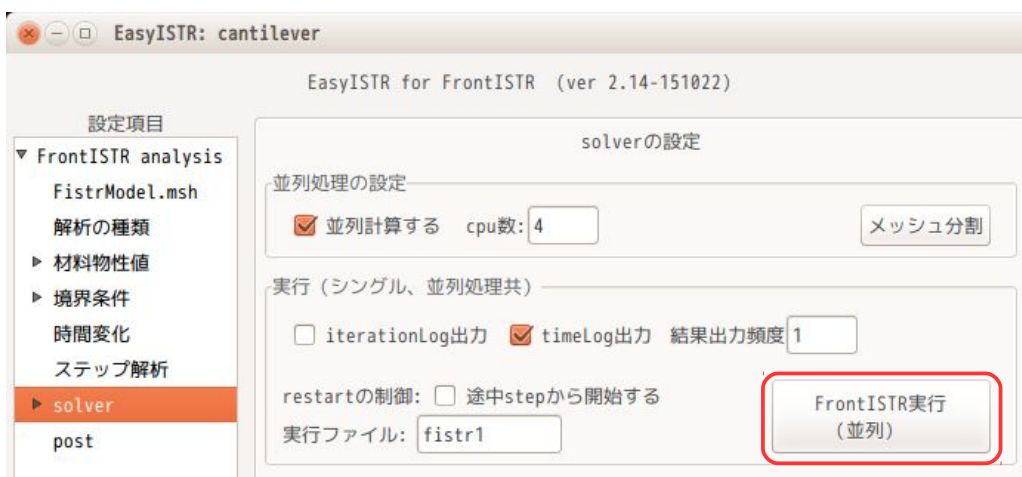 EasyISTR: cantilever
EasyISTR for FrontISTR (ver 2.14-151022)
設定項目
FrontISTR analysis
FistrModel.msh
解析の種類
材料物性値
境界条件
時間変化
ステップ解析
solver
post
solverの設定
並列処理の設定
並列計算する cpu数: 4 メッシュ分割
実行 (シングル、並列処理共)
iterationLog出力 timeLog出力 結果出力頻度 1
restartの制御: 途中stepから開始する
実行ファイル: fistr1
FrontISTR実行
(並列)